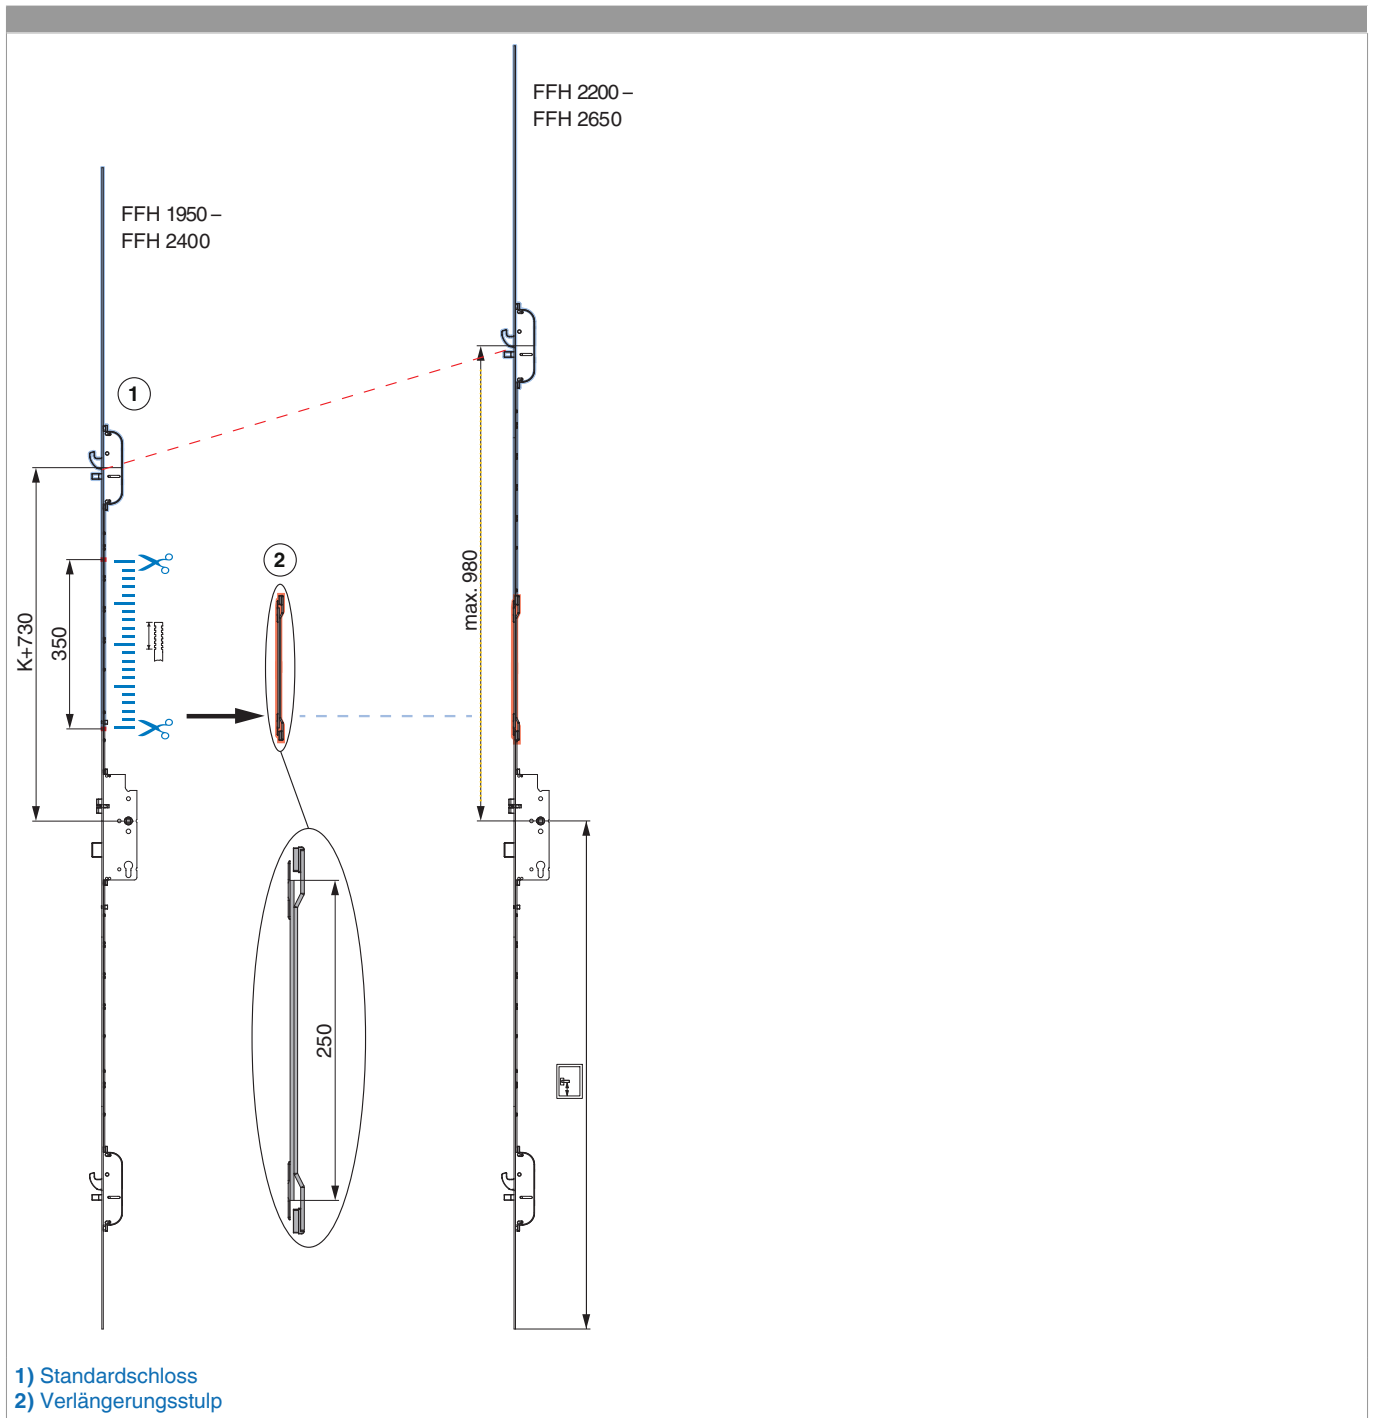 FFH 2200 –
FFH 2650
FFH 1950 –
FFH 2400
1
2
K+730
350
max. 980
250
1) Standardschloss
2) Verlängerungsstulp